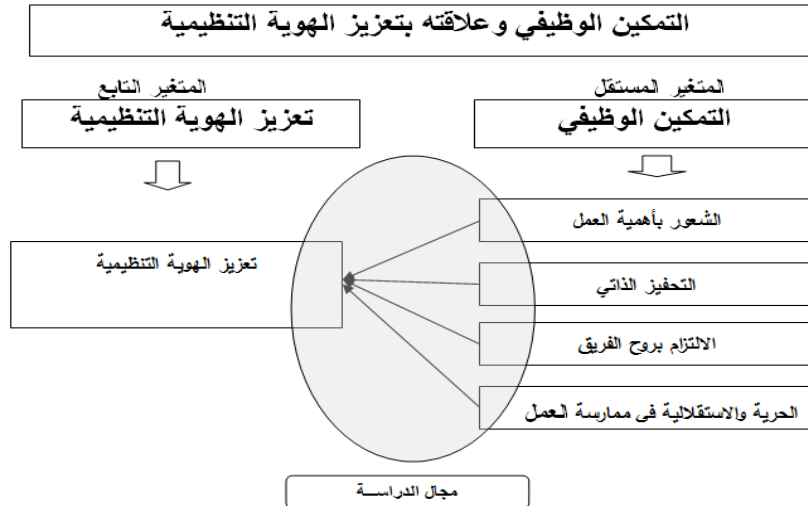 التمكين الوظيفي وعلاقته بتعزيز الهوية التنظيمية
المتغير المستقل
المتغير التابع
التمكين الوظيفي
تعزيز الهوية التنظيمية
الشعور بأهمية العمل
تعزيز الهوية التنظيمية
التحفيز الذاتي
الالتزام بروح الفريق
الحرية والاستقلالية فى ممارسة العمل
مجال الدراســـة